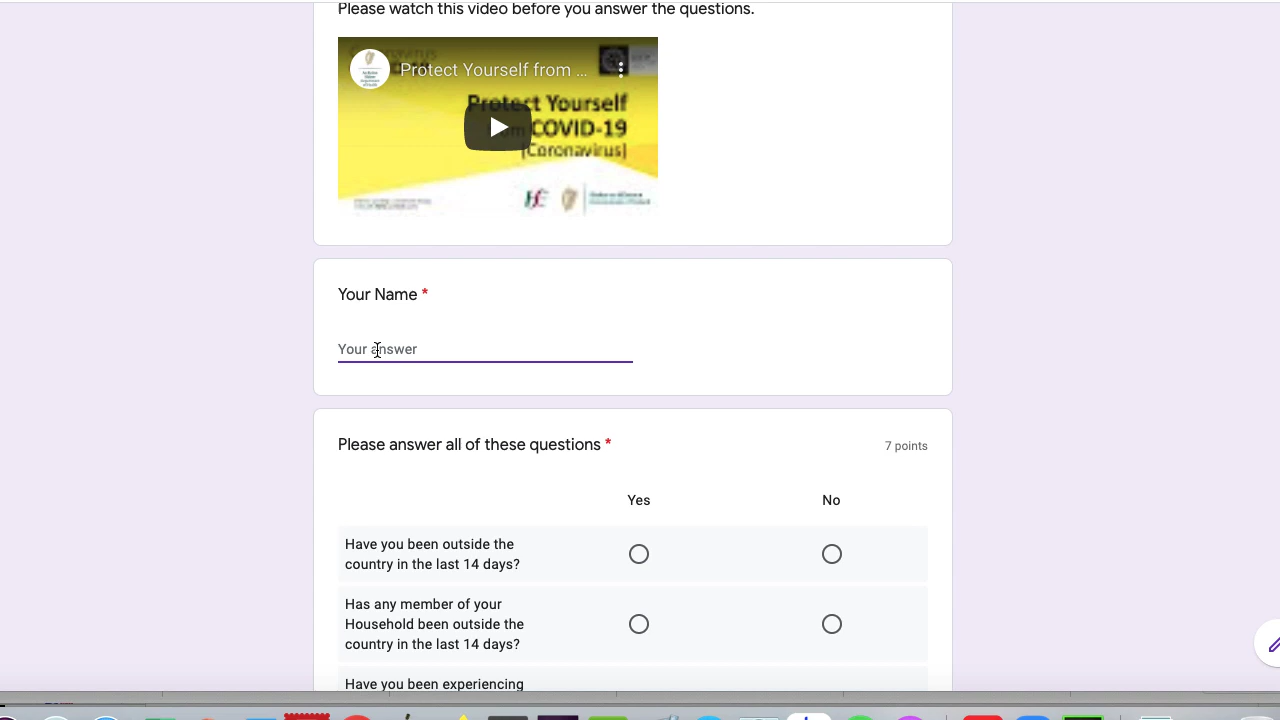 Please watch this video before you answer the questions.
Protect Yourself from ...
Protect Yourself
from COVID-19
(Coronavirus)
Your Name *
Your answer
Please answer all of these questions *
7 points
Yes
No
Have you been outside the
country in the last 14 days?
Has any member of your
Household been outside the
country in the last 14 days?
Have you been experiencing